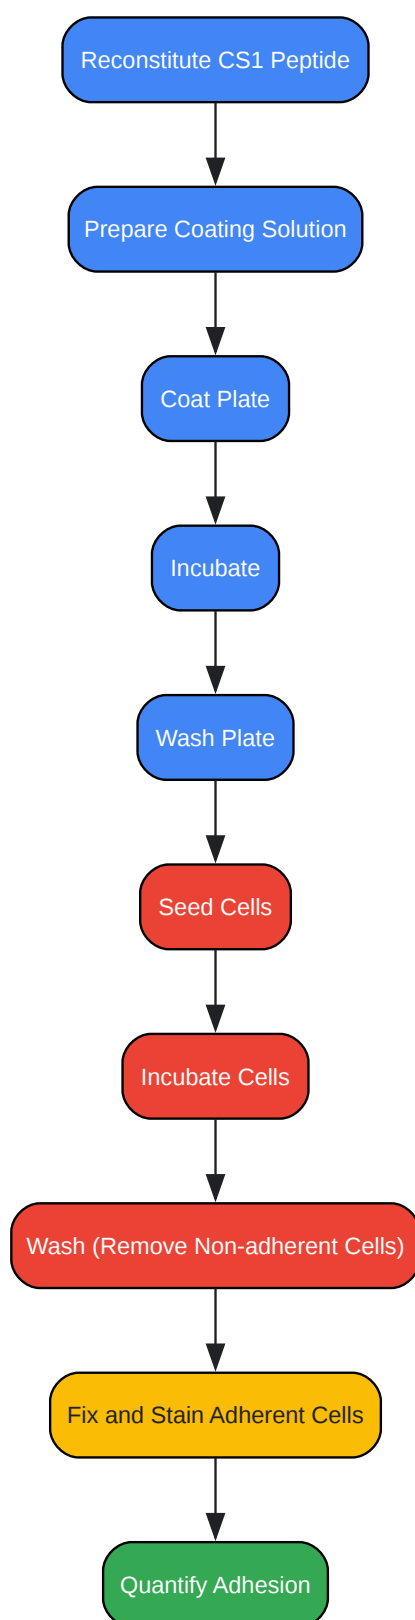 Reconstitute CS1 Peptide
Prepare Coating Solution
Coat Plate
Incubate
Wash Plate
Seed Cells
Incubate Cells
Wash (Remove Non-adherent Cells)
Fix and Stain Adherent Cells
Quantify Adhesion